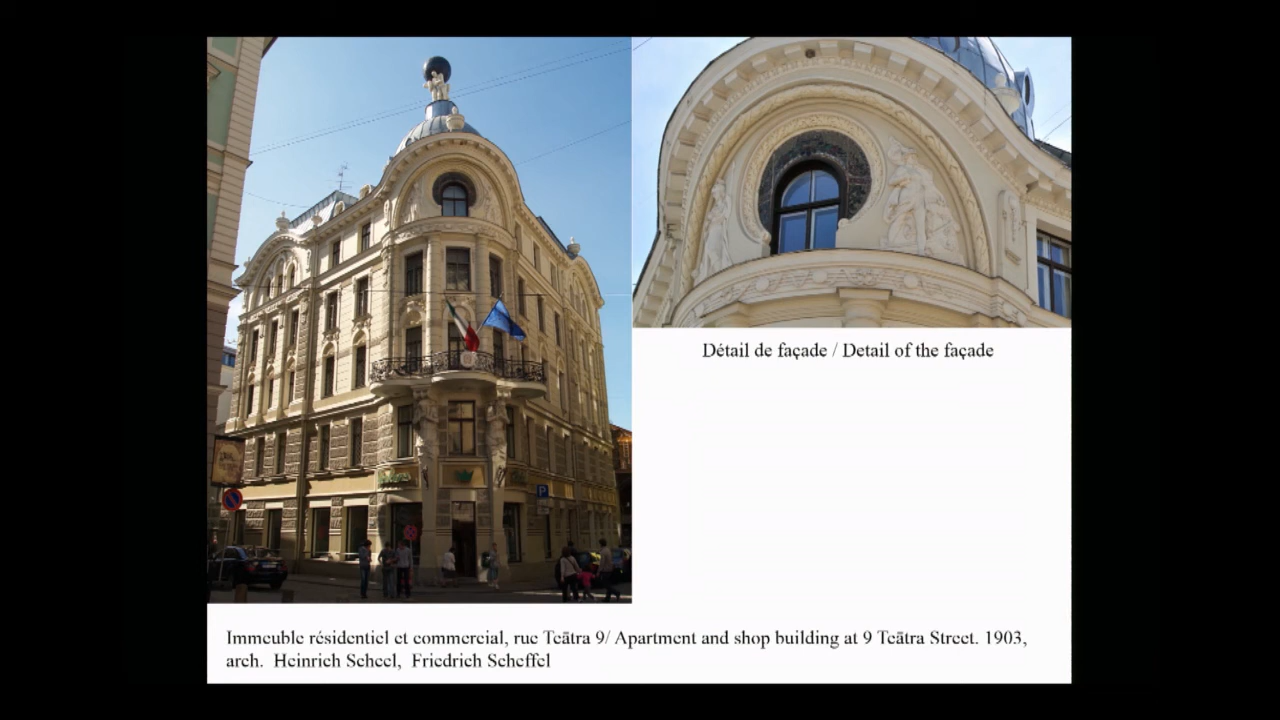 Détail de façade / Detail of the façade
Immeuble résidentiel et commercial, rue Teātra 9/ Apartment and shop building at 9 Teātra Street. 1903,
arch. Heinrich Scheel, Friedrich Scheffel